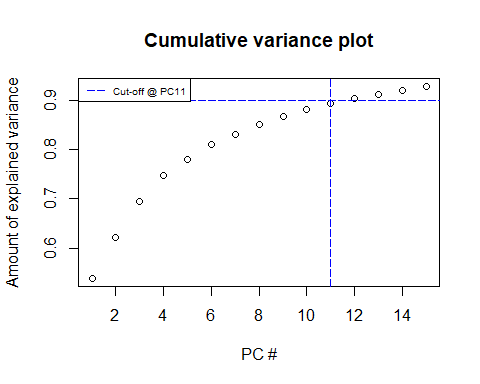 Cumulative variance plot
Cut-off @ PC11
Amount of explained variance
0.9
0.8
0.7
0.6
2 4 6 8 10 12 14
PC #